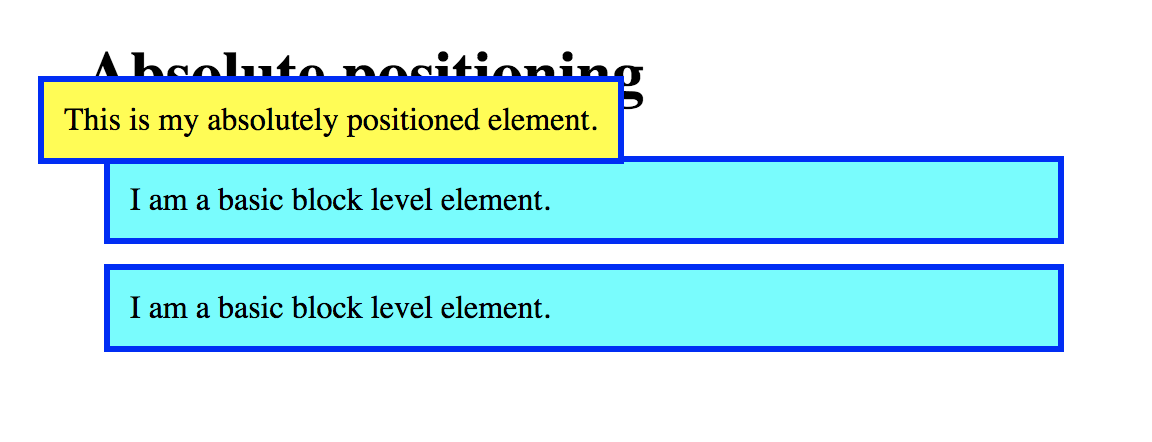 Absolute positioning
This is my absolutely positioned element.
I am a basic block level element.
I am a basic block level element.